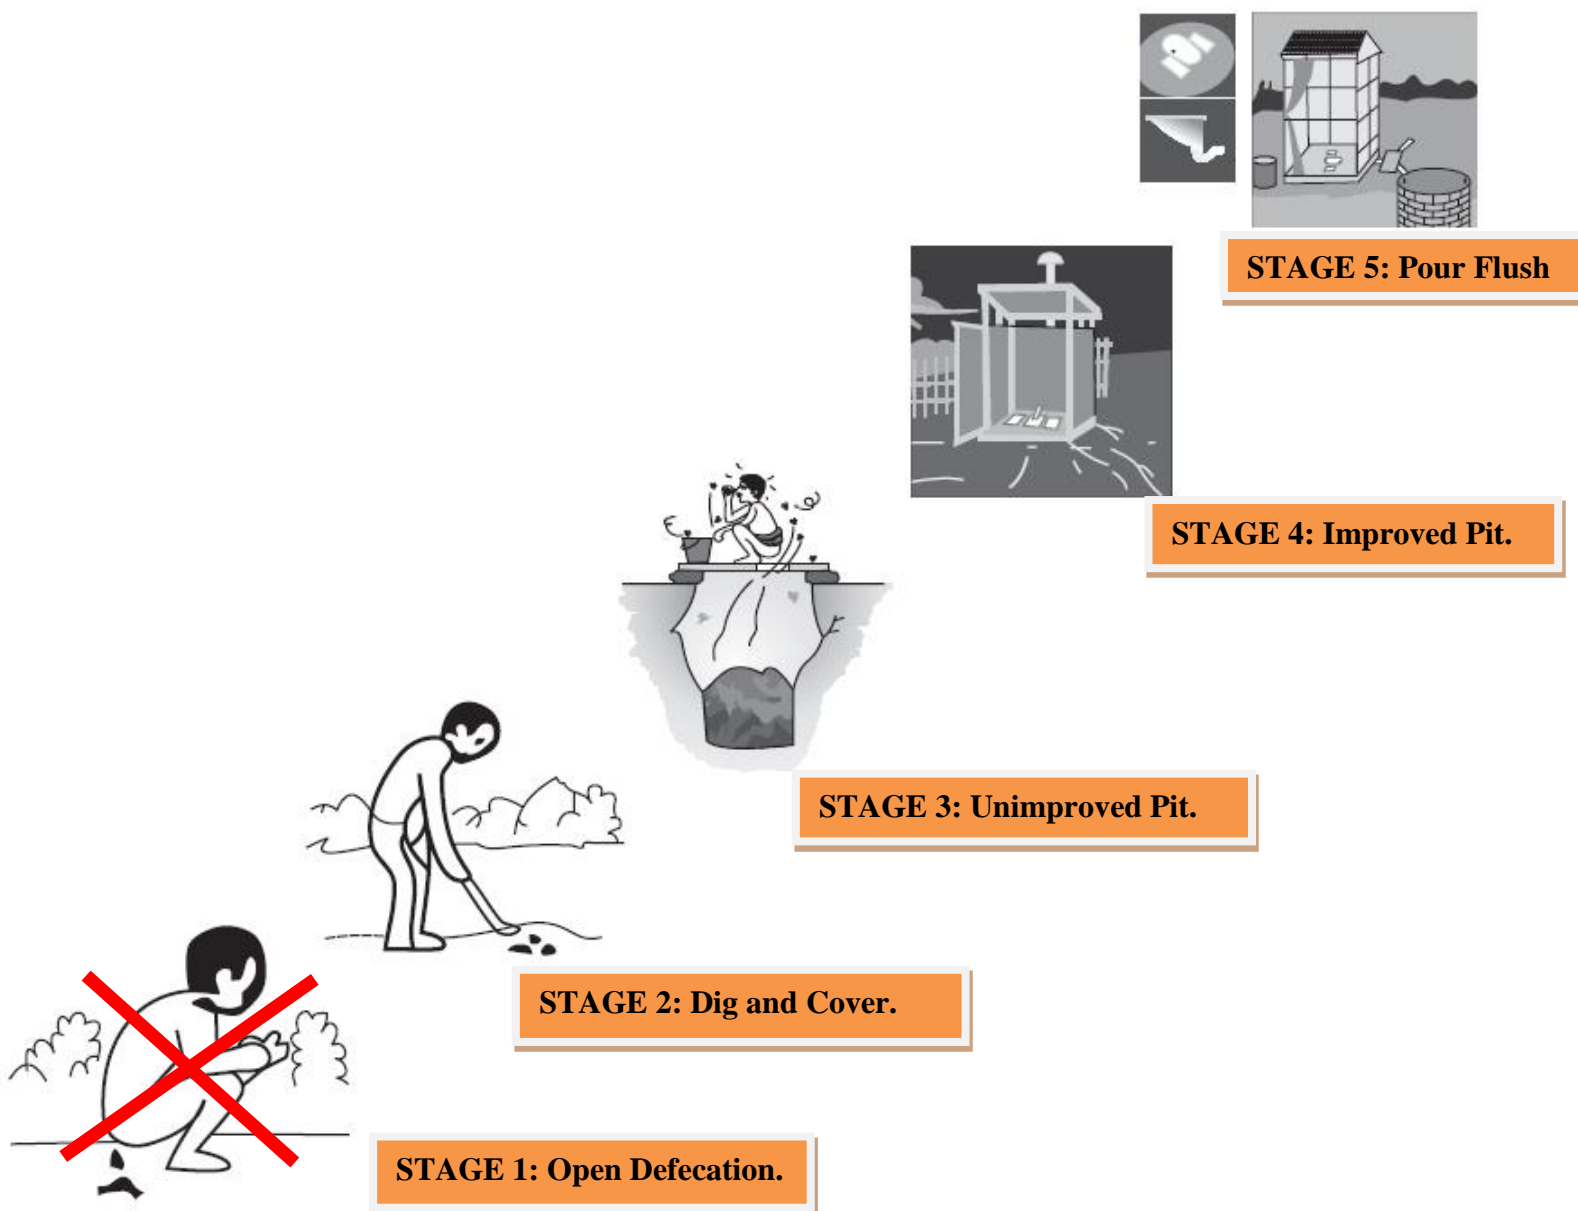 STAGE 5: Pour Flush
STAGE 4: Improved Pit.
STAGE 3: Unimproved Pit.
STAGE 2: Dig and Cover.
STAGE 1: Open Defecation.